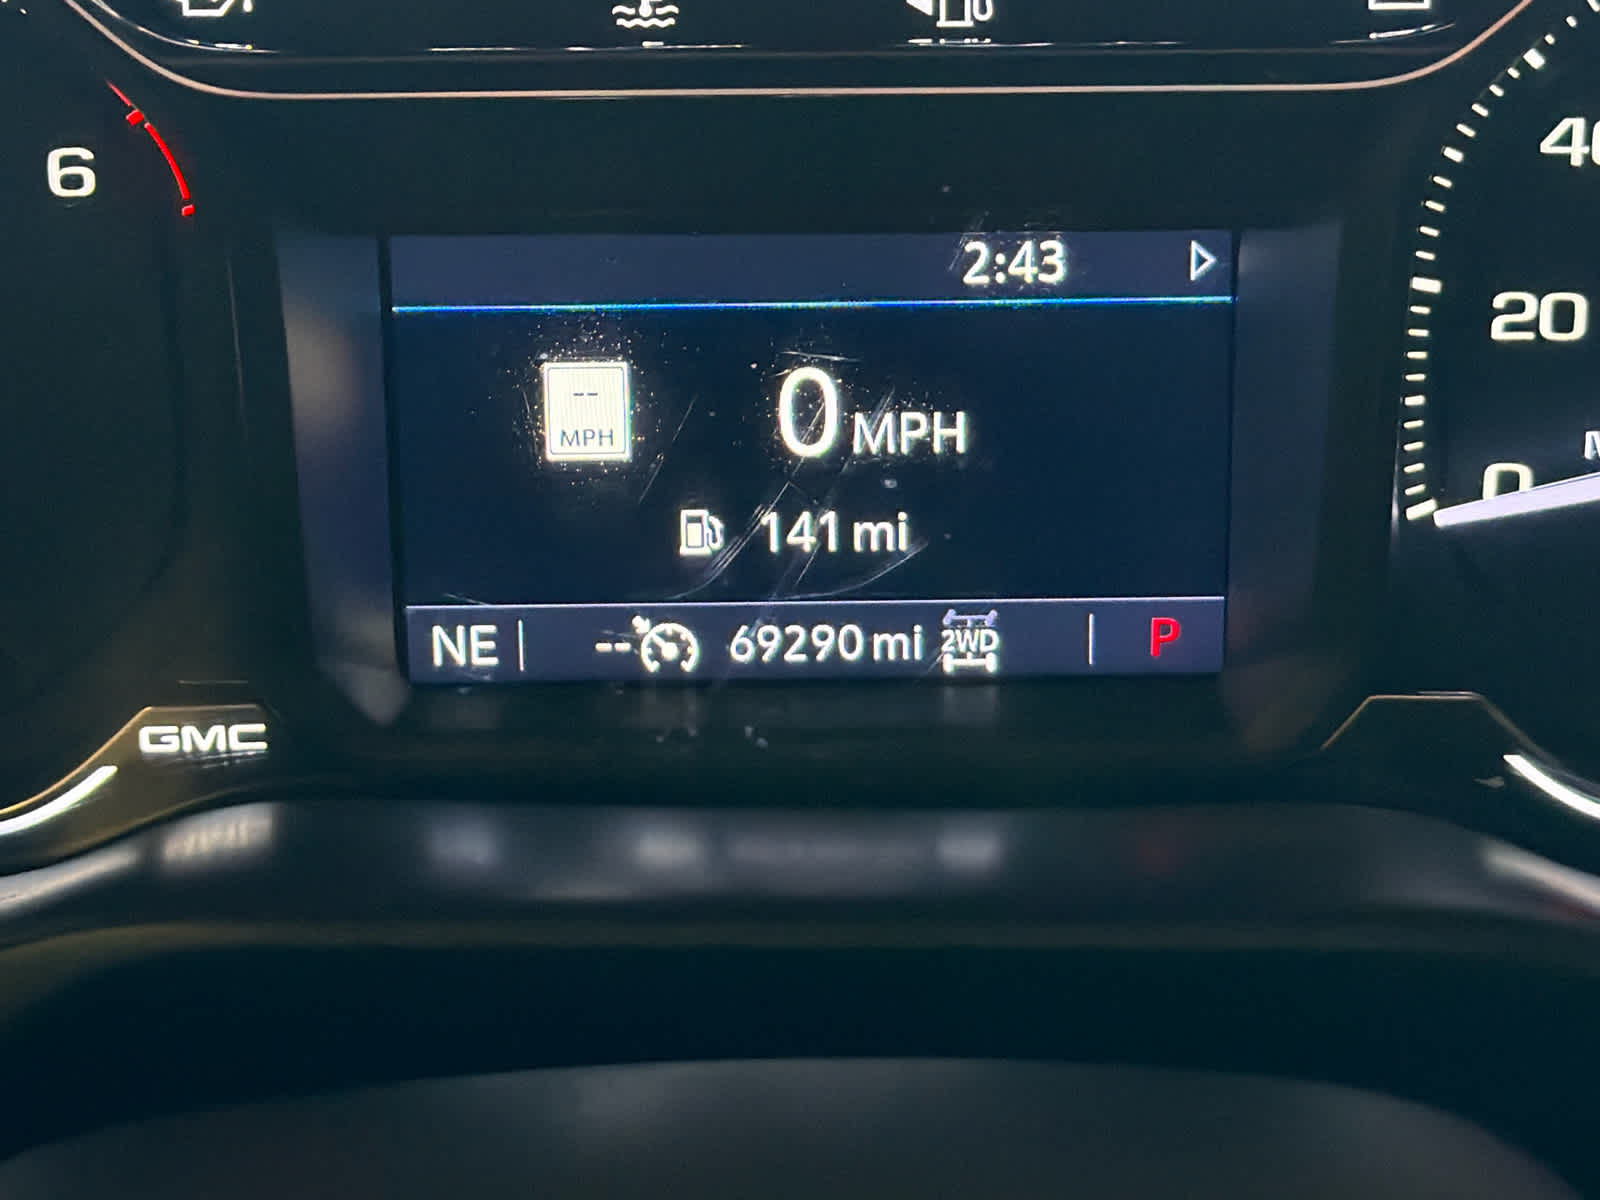 6
40
2:43
20
--
MPH
0 MPH
0
141 mi
NE
--
69290 mi
2WD
P
GMC